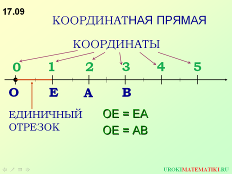 17.09
КООРДИНАТНАЯ ПРЯМАЯ
КООРДИНАТЫ
0 1 2 3 4 5
О Е А В
ЕДИНИЧНЫЙ
ОТРЕЗОК
ОЕ = ЕА
ОЕ = АВ
UROKIMATEMATIKI.RU